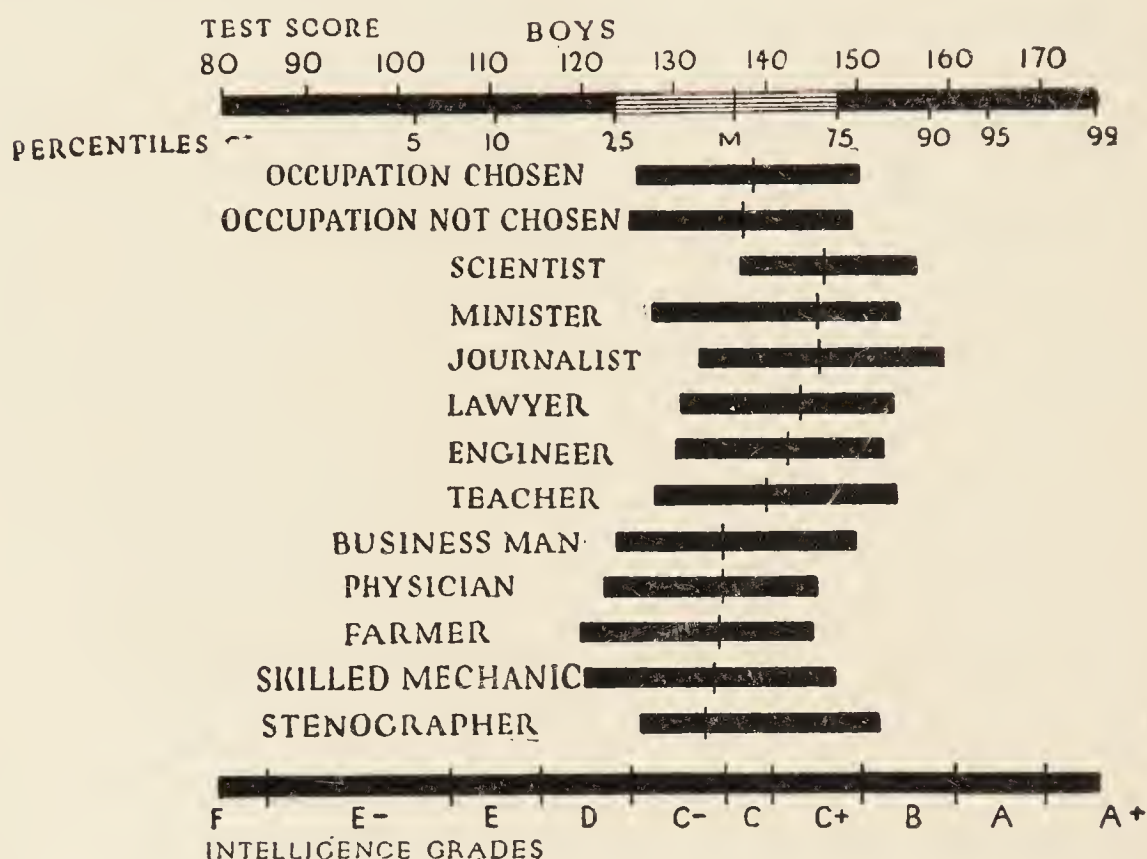 TEST SCORE BOYS
80 90 100 110 120 130 140 150 160 170
PERCENTILES 5 10 25 M 75 90 95 99
OCCUPATION CHOSEN
OCCUPATION NOT CHOSEN
SCIENTIST
MINISTER
JOURNALIST
LAWYER
ENGINEER
TEACHER
BUSINESS MAN
PHYSICIAN
FARMER
SKILLED MECHANIC
STENOGRAPHER
F E- E D C- C C+ B A A+
INTELLIGENCE GRADES